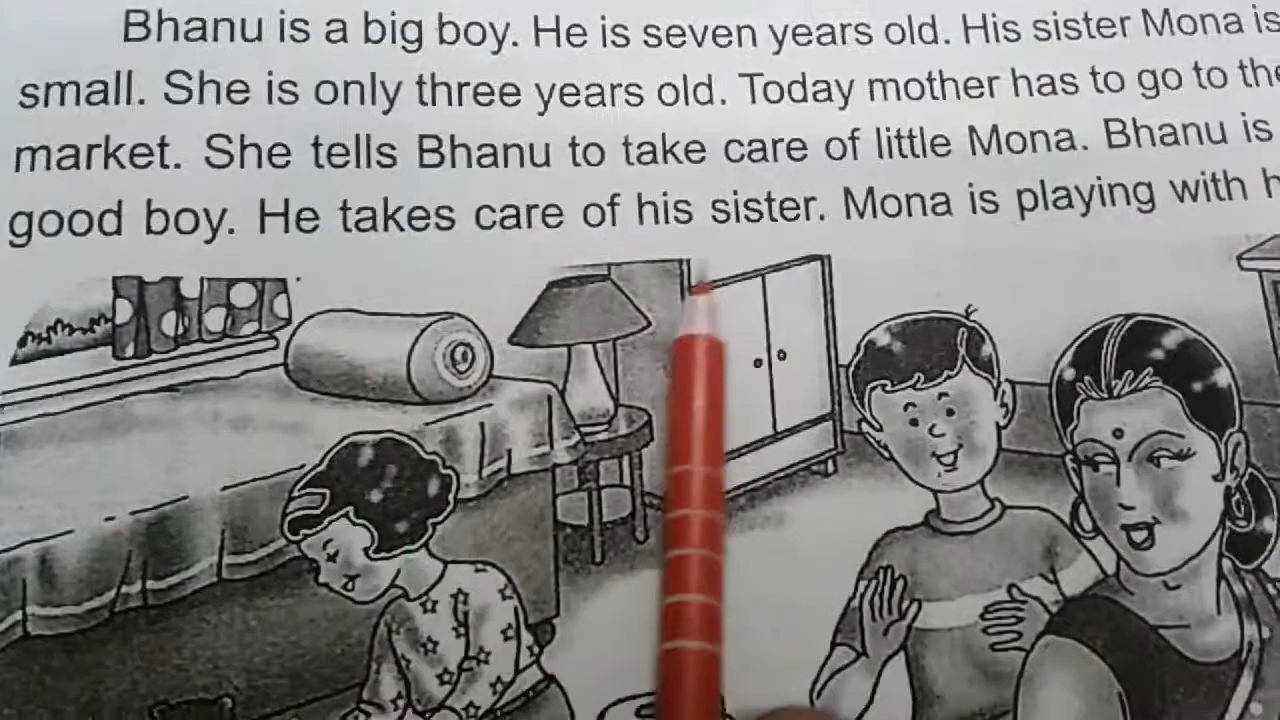 Bhanu is a big boy. He is seven years old. His sister Mona is
small. She is only three years old. Today mother has to go to the
market. She tells Bhanu to take care of little Mona. Bhanu is
good boy. He takes care of his sister. Mona is playing with